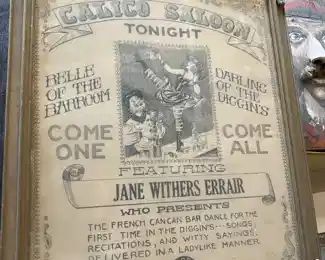 CALICO SALOON
TONIGHT
BELLE
OF THE
BARROOM
DARLING
OF THE
DIGGIN'S
COME
ONE
COME
ALL
FEATURING
JANE WITHERS ERRAIR
WHO PRESENTS
THE FRENCH CANCAN BAR DANCE FOR THE
FIRST TIME IN THE DIGGIN'S---SONGS,
RECITATIONS, AND WITTY SAYINGS,
DELIVERED IN A LADYLIKE MANNER.